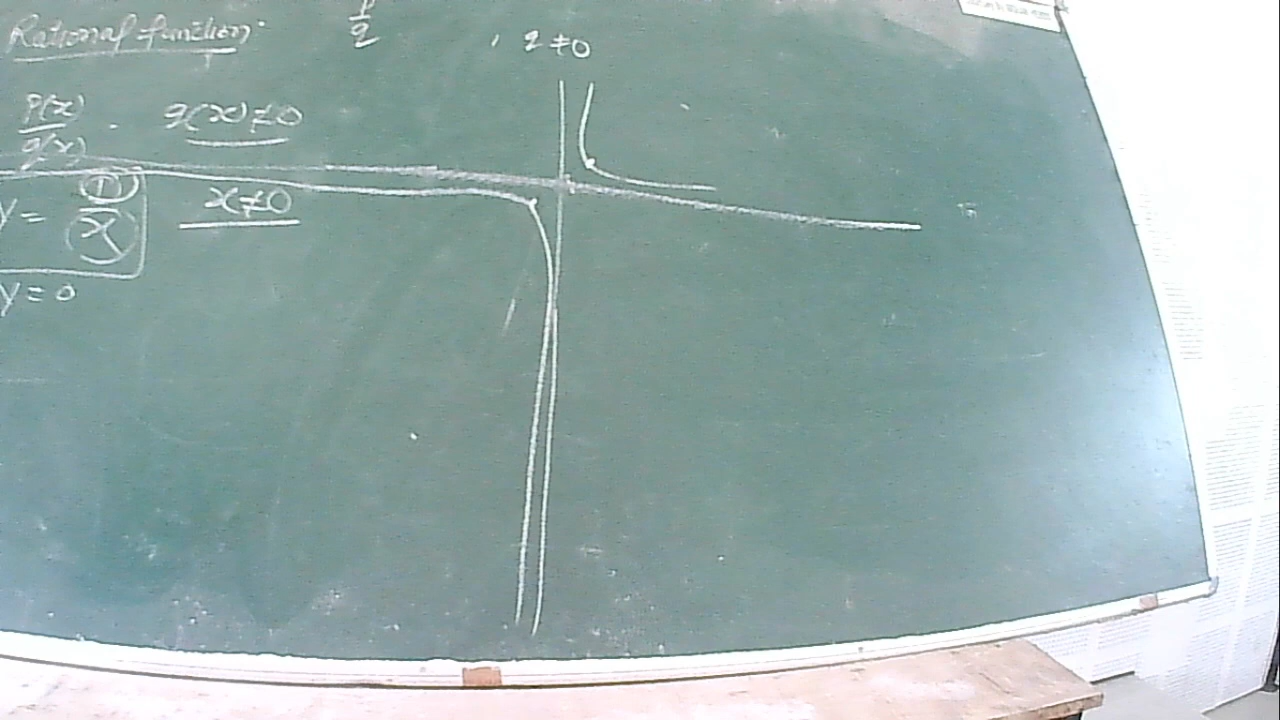 Rational function
p/q , q ≠ 0
p(x)/q(x) . q(x) ≠ 0
y = 1/x x ≠ 0
y = 0